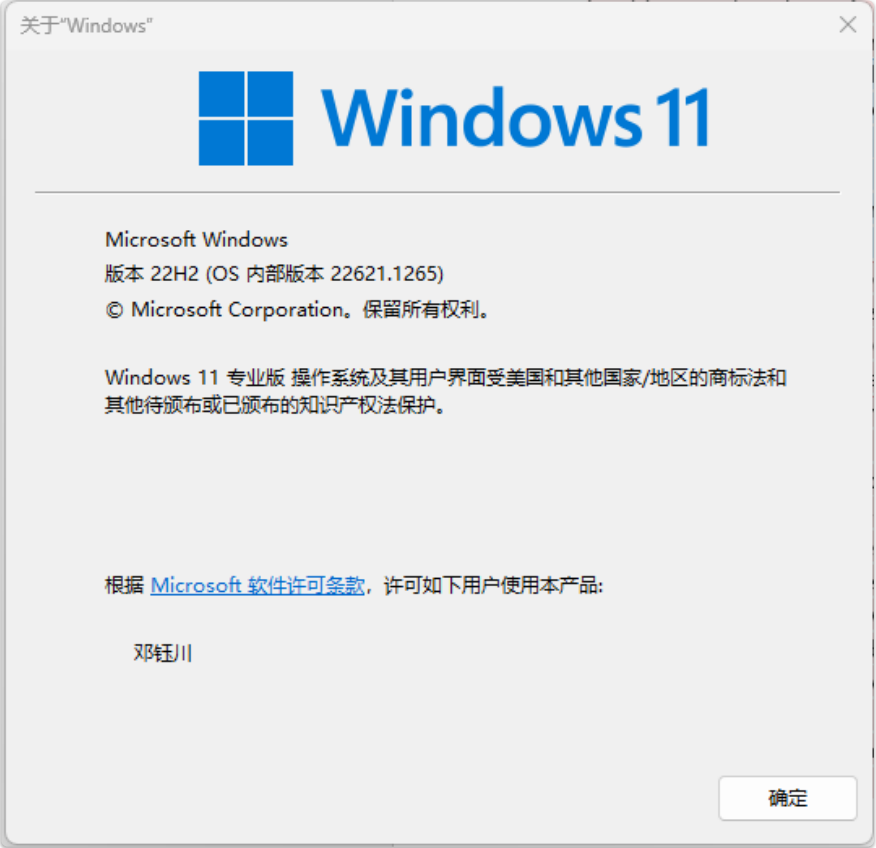 关于“Windows”
Windows 11
Microsoft Windows
版本 22H2 (OS 内部版本 22621.1265)
© Microsoft Corporation。保留所有权利。
Windows 11 专业版 操作系统及其用户界面受美国和其他国家/地区的商标法和
其他待颁布或已颁布的知识产权法保护。
根据 Microsoft 软件许可条款，许可如下用户使用本产品:
邓钰川
确定